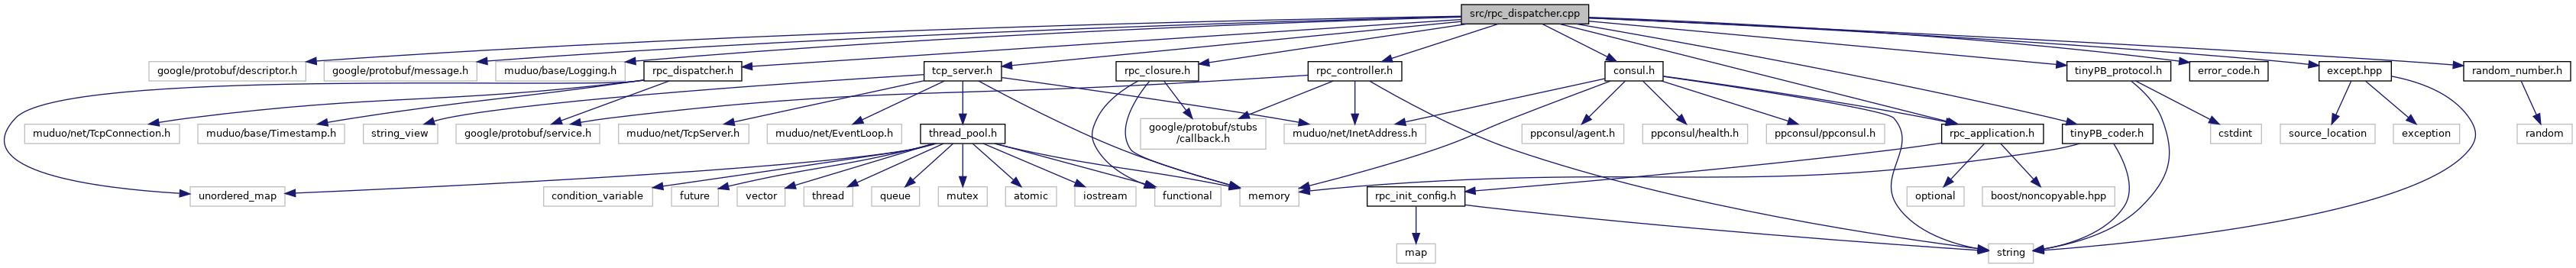 src/rpc_dispatcher.cpp
google/protobuf/descriptor.h
google/protobuf/message.h
muduo/base/Logging.h
rpc_dispatcher.h
tcp_server.h
rpc_closure.h
rpc_controller.h
consul.h
tinyPB_protocol.h
error_code.h
except.hpp
random_number.h
muduo/net/TcpConnection.h
muduo/base/Timestamp.h
string_view
google/protobuf/service.h
muduo/net/TcpServer.h
muduo/net/EventLoop.h
thread_pool.h
google/protobuf/stubs
/callback.h
muduo/net/InetAddress.h
ppconsul/agent.h
ppconsul/health.h
ppconsul/ppconsul.h
rpc_application.h
tinyPB_coder.h
cstdint
source_location
exception
random
unordered_map
condition_variable
future
vector
thread
queue
mutex
atomic
iostream
functional
memory
rpc_init_config.h
optional
boost/noncopyable.hpp
map
string